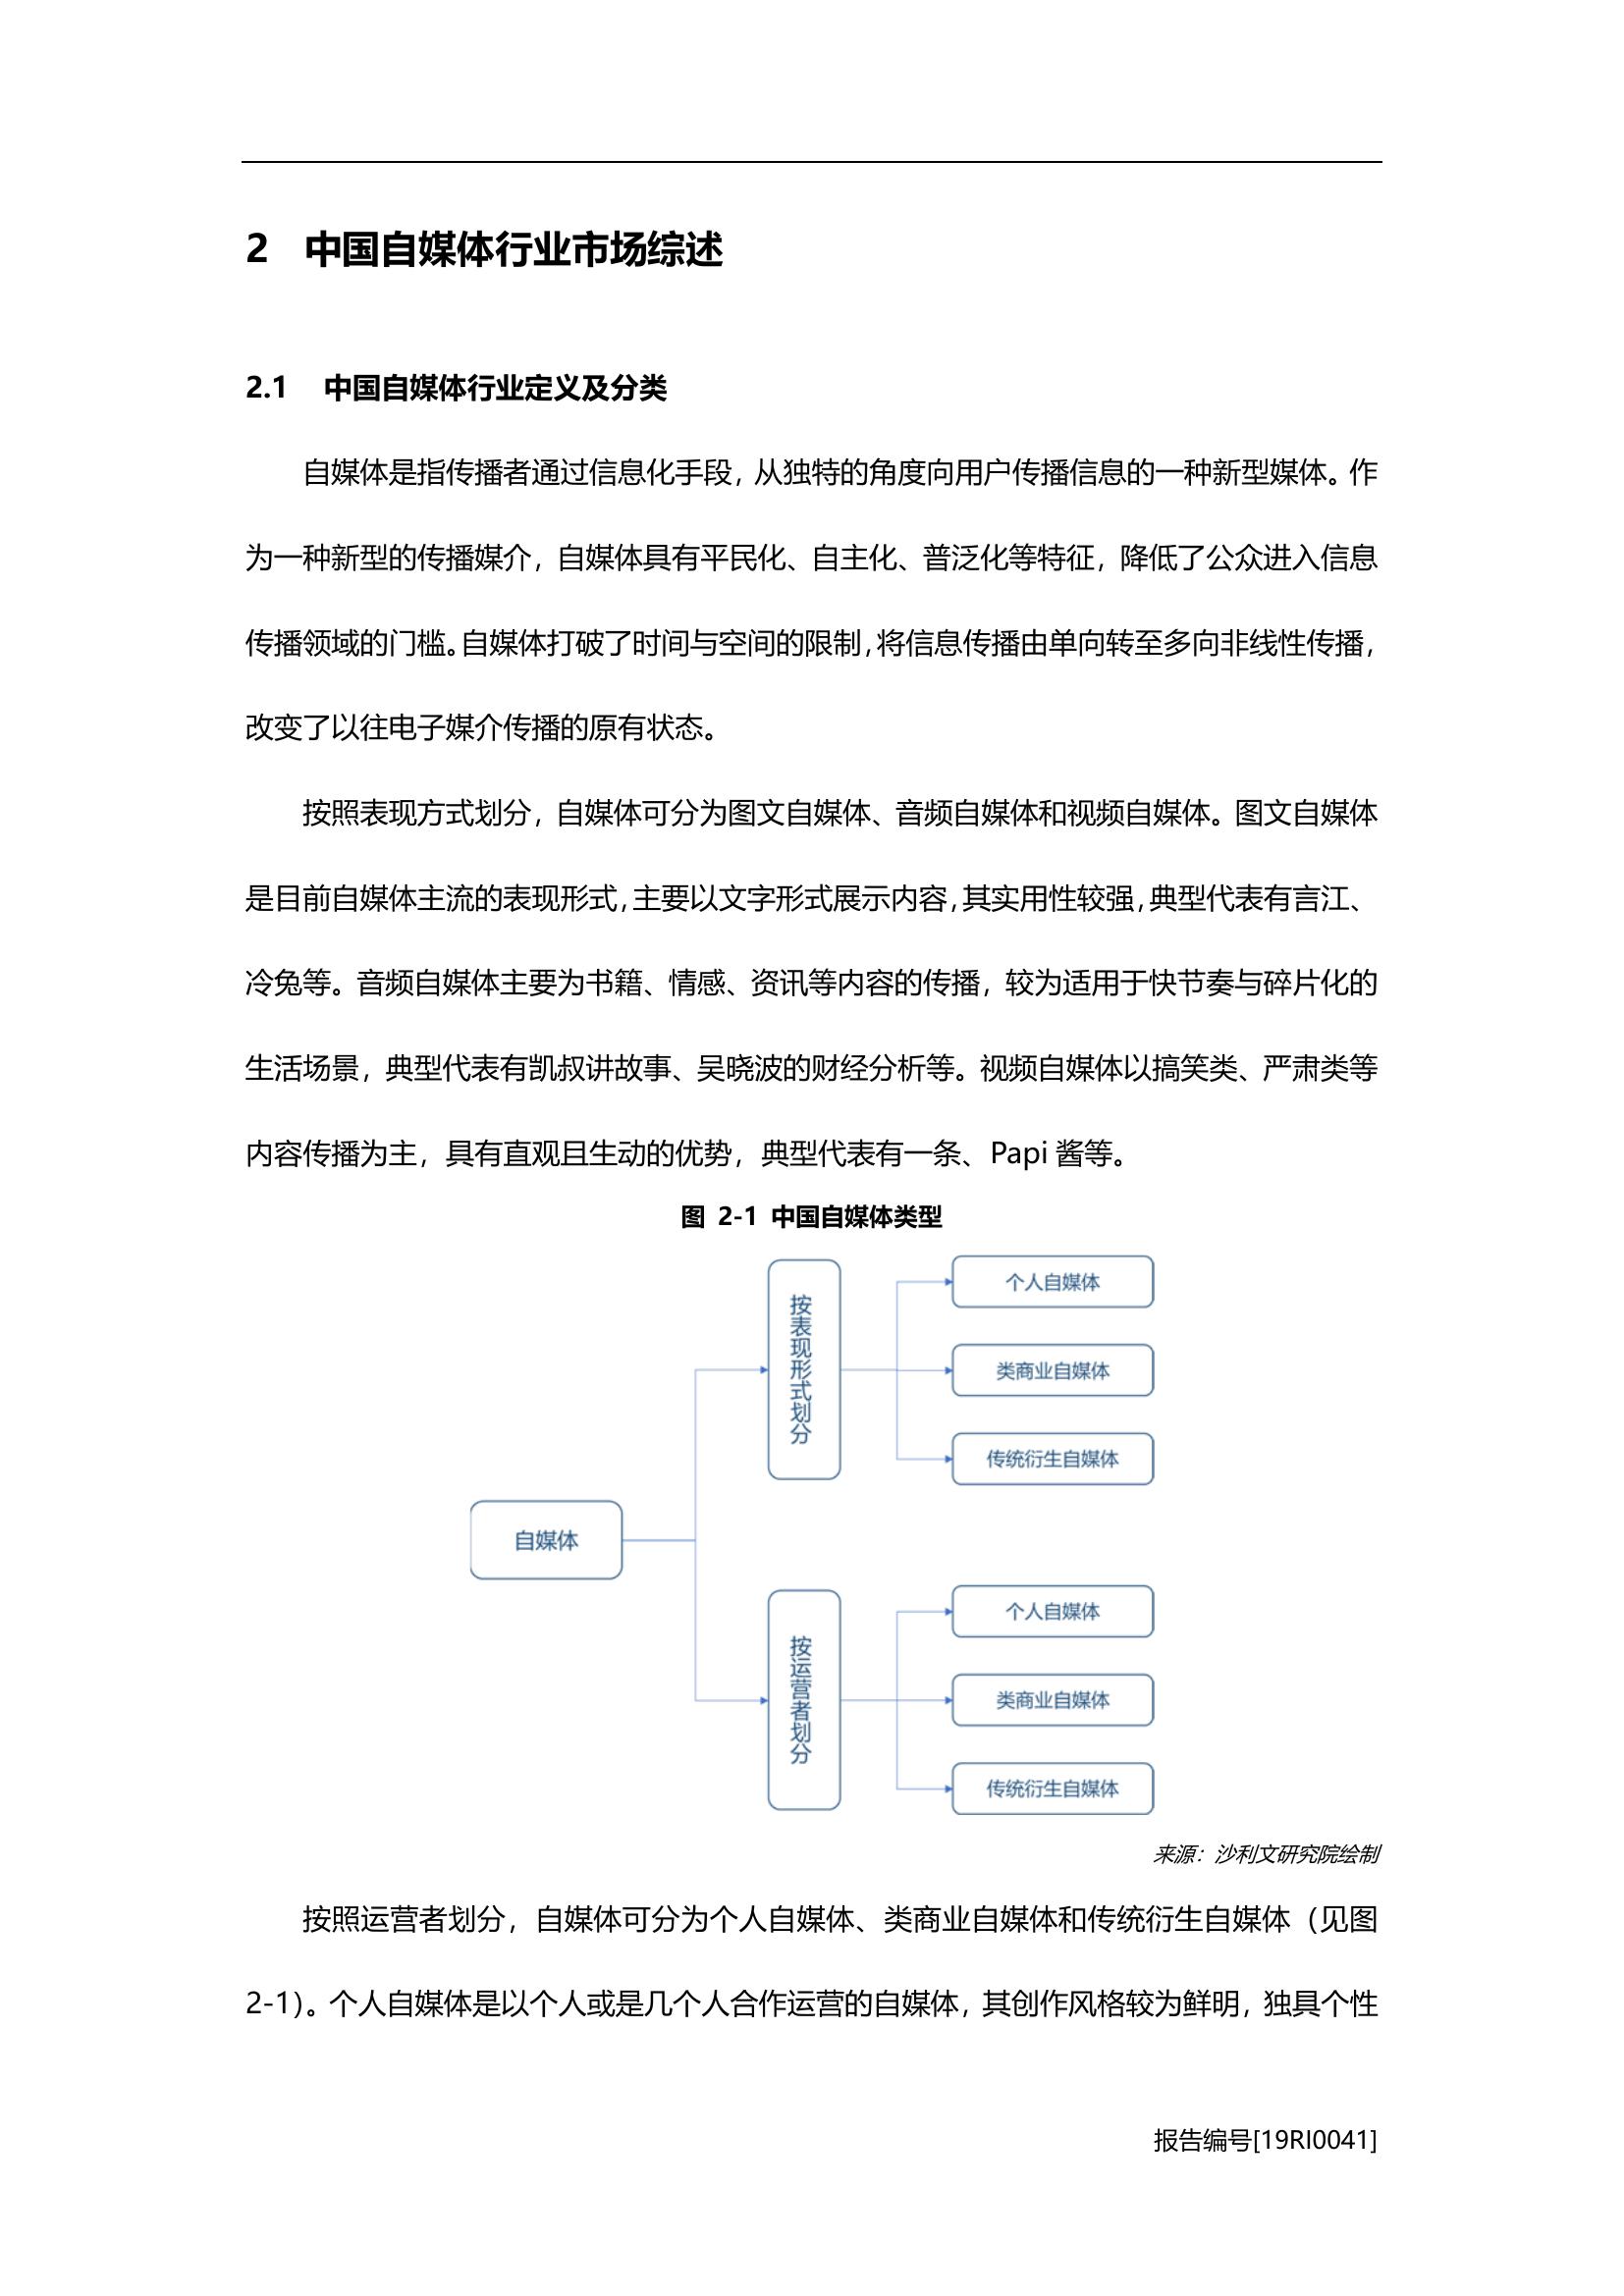 2 中国自媒体行业市场综述
2.1 中国自媒体行业定义及分类
自媒体是指传播者通过信息化手段，从独特的角度向用户传播信息的一种新型媒体。作
为一种新型的传播媒介，自媒体具有平民化、自主化、普泛化等特征，降低了公众进入信息
传播领域的门槛。自媒体打破了时间与空间的限制，将信息传播由单向转至多向非线性传播，
改变了以往电子媒介传播的原有状态。
按照表现方式划分，自媒体可分为图文自媒体、音频自媒体和视频自媒体。图文自媒体
是目前自媒体主流的表现形式，主要以文字形式展示内容，其实用性较强，典型代表有言江、
冷兔等。音频自媒体主要为书籍、情感、资讯等内容的传播，较为适用于快节奏与碎片化的
生活场景，典型代表有凯叔讲故事、吴晓波的财经分析等。视频自媒体以搞笑类、严肃类等
内容传播为主，具有直观且生动的优势，典型代表有一条、Papi 酱等。
图 2-1 中国自媒体类型
自媒体
按表现形式划分
个人自媒体
类商业自媒体
传统衍生自媒体
按运营者划分
个人自媒体
类商业自媒体
传统衍生自媒体
来源：沙利文研究院绘制
按照运营者划分，自媒体可分为个人自媒体、类商业自媒体和传统衍生自媒体（见图
2-1）。个人自媒体是以个人或是几个人合作运营的自媒体，其创作风格较为鲜明，独具个性
报告编号[19RI0041]